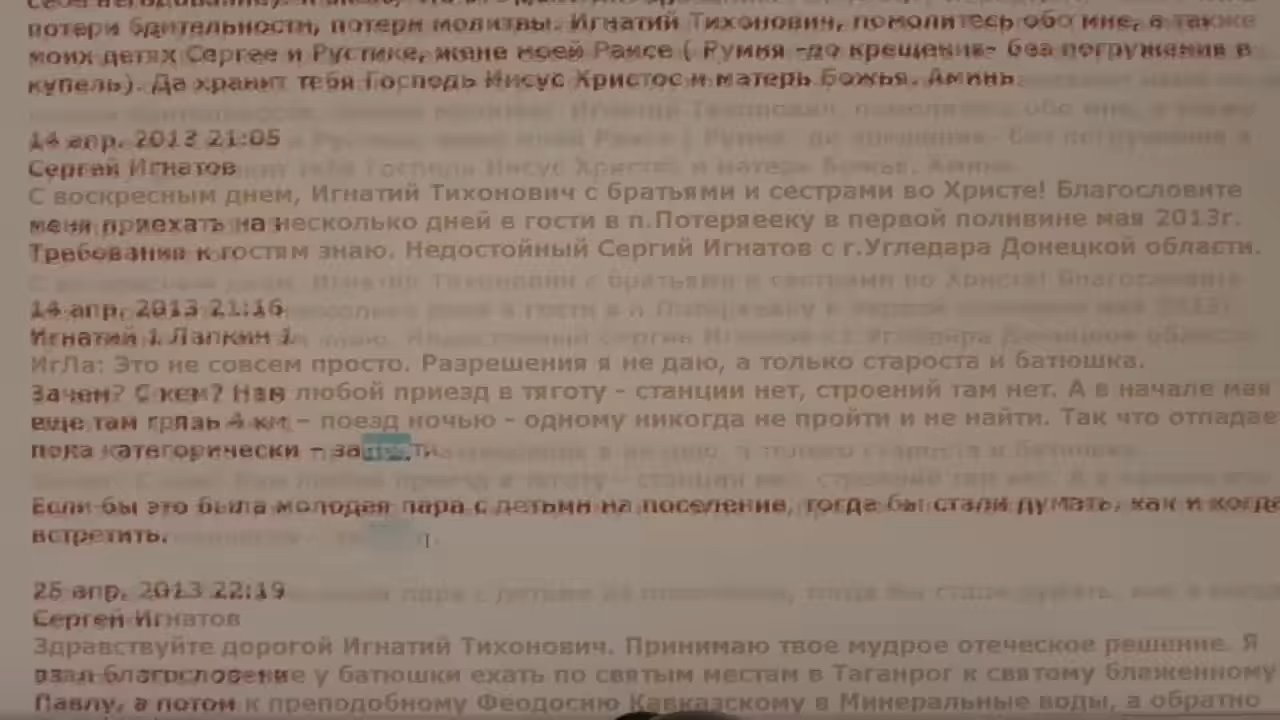 потери бдительности, потери молитвы. Игнатий Тихонович, помолитесь обо мне, а также
моих детях Сергее и Рустике, жене моей Раисе ( Румия -до крещения- без погружения в
купель). Да хранит тебя Господь Иисус Христос и матерь Божья. Аминь.
14 апр, 2013 21:05
Сергей Игнатов
С воскресным днем, Игнатий Тихонович с братьями и сестрами во Христе! Благословите
меня приехать на несколько дней в гости в п.Потеряееку в первой поливине мая 2013г.
Требования к гостям знаю. Недостойный Сергий Игнатов с г.Угледара Донецкой области.
14 апр, 2013 21:16
Игнатий 1 Лапкин 1
ИгЛа: Это не совсем просто. Разрешения я не даю, а только староста и батюшка.
Зачем? С кем? Нам любой приезд в тяготу - станции нет, строений там нет. А в начале мая
еще там грязь 4 км – поезд ночью - одному никогда не пройти и не найти. Так что отпадае
пока категорически –
Если бы это была молодая пара с детьми на поселение, тогда бы стали думать, как и когда
встретить.
25 апр, 2013 22:19
Сергей Игнатов
Здравствуйте дорогой Игнатий Тихонович. Принимаю твое мудрое отеческое решение. Я
взял благословение у батюшки ехать по святым местам в Таганрог к святому блаженному
Павлу, а потом к преподобному Феодосию Кавказскому в Минеральные воды, а обратно